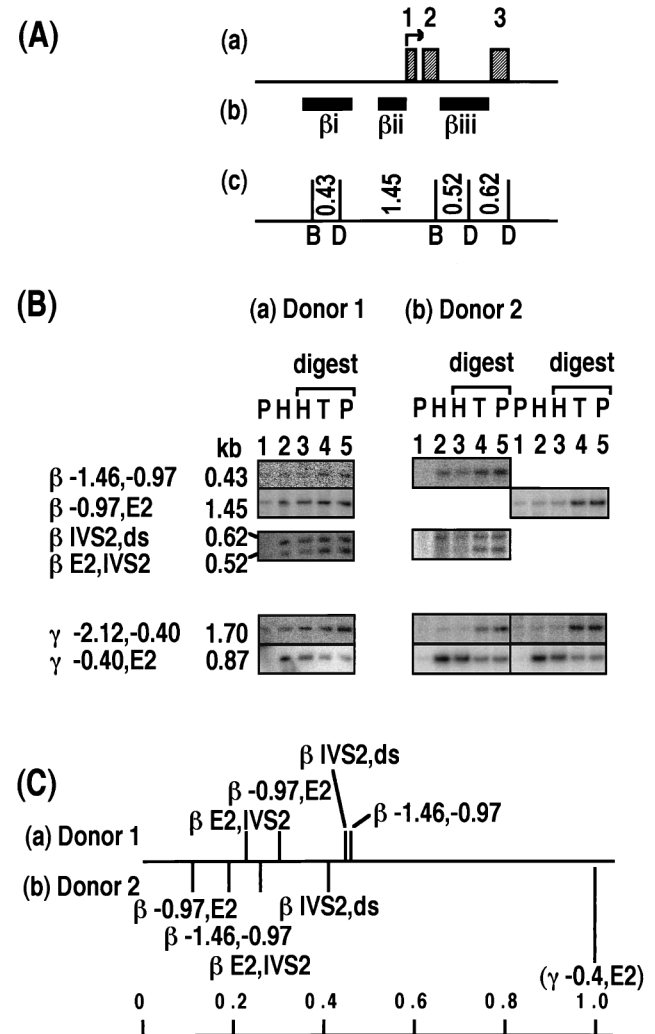 (A)
(a) 1 2 3
(b) βi βii βiii
(c) 0.43 1.45 0.52 0.62
B D B D D
(B) (a) Donor 1 (b) Donor 2
digest digest digest
P H H T P P H H T P P H H T P
kb 1 2 3 4 5 1 2 3 4 5 1 2 3 4 5
β -1.46,-0.97 0.43
β -0.97,E2 1.45
β IVS2,ds 0.62
β E2,IVS2 0.52
γ -2.12,-0.40 1.70
γ -0.40,E2 0.87
(C)
β IVS2,ds
β -0.97,E2
β -1.46,-0.97
β E2,IVS2
(a) Donor 1
(b) Donor 2
β -0.97,E2
β IVS2,ds
β -1.46,-0.97
β E2,IVS2
(γ -0.4,E2)
0 0.2 0.4 0.6 0.8 1.0